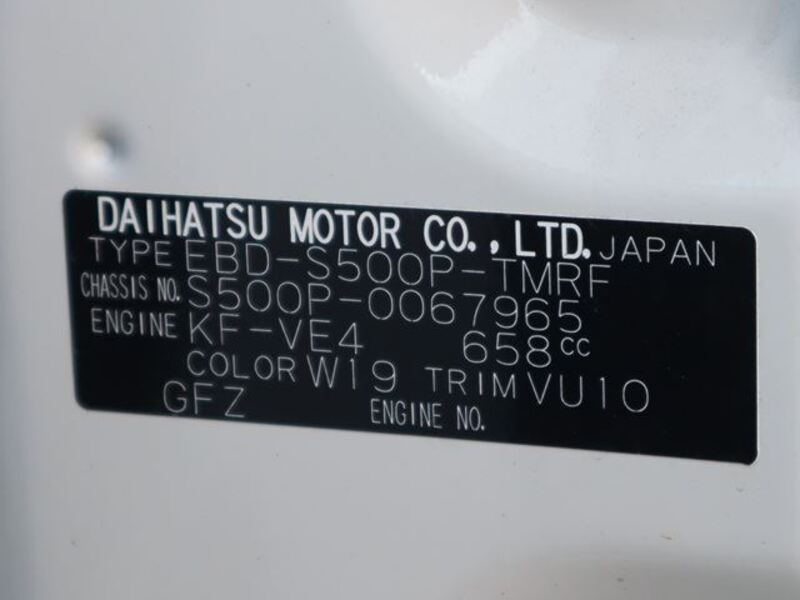 DAIHATSU MOTOR CO., LTD. JAPAN
TYPE EBD-S500P-TMRF
CHASSIS NO. S500P-0067965
ENGINE KF-VE4 658cc
COLOR W19 TRIM VU10
GFZ ENGINE NO.